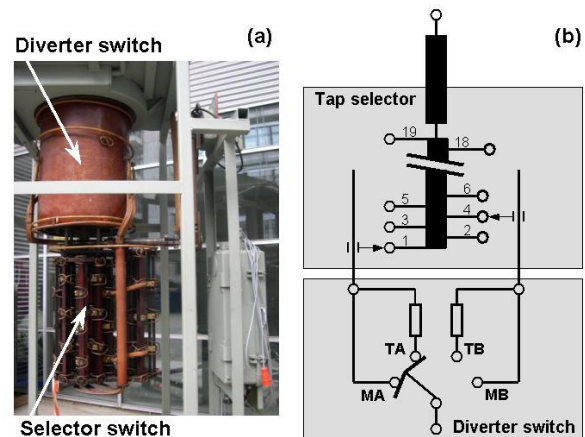 Diverter switch
(a)
Selector switch
(b)
Tap selector
19
18
6
5
4
3
2
1
TA
TB
MA
MB
Diverter switch